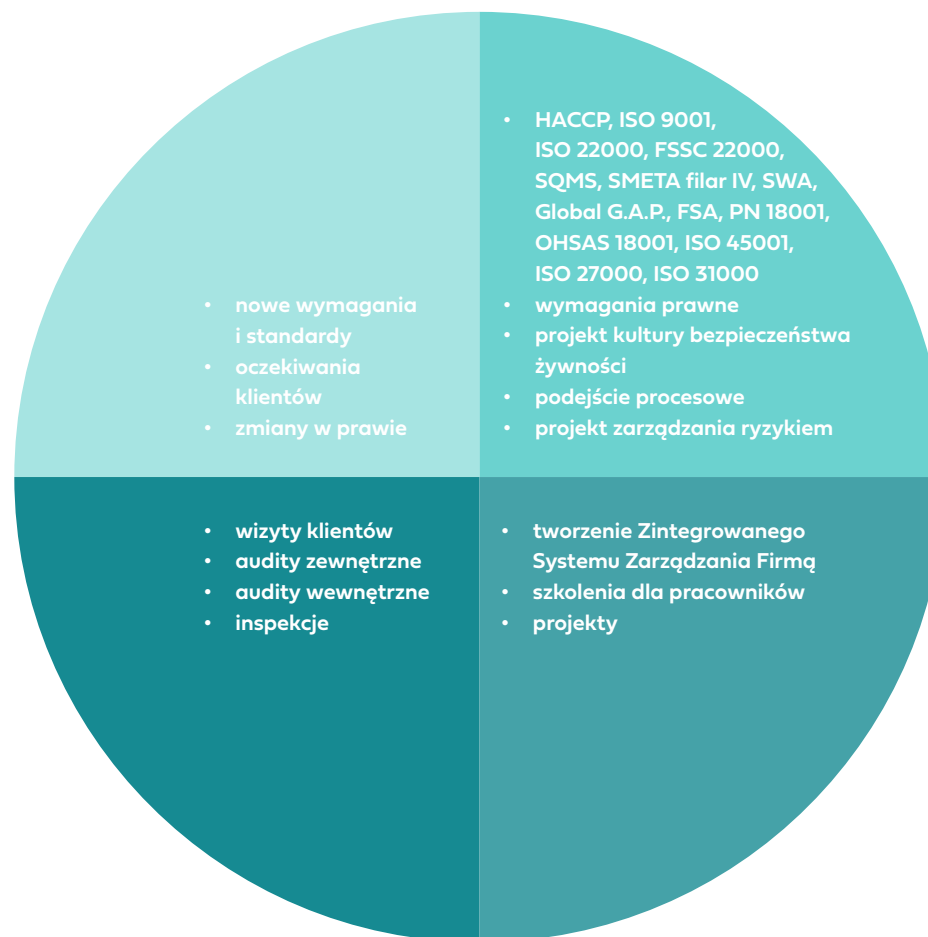 • nowe wymagania
i standardy
• oczekiwania
klientów
• zmiany w prawie
• HACCP, ISO 9001,
ISO 22000, FSSC 22000,
SQMS, SMETA filar IV, SWA,
Global G.A.P., FSA, PN 18001,
OHSAS 18001, ISO 45001,
ISO 27000, ISO 31000
• wymagania prawne
• projekt kultury bezpieczeństwa
żywności
• podejście procesowe
• projekt zarządzania ryzykiem
• wizyty klientów
• audity zewnętrzne
• audity wewnętrzne
• inspekcje
• tworzenie Zintegrowanego
Systemu Zarządzania Firmą
• szkolenia dla pracowników
• projekty